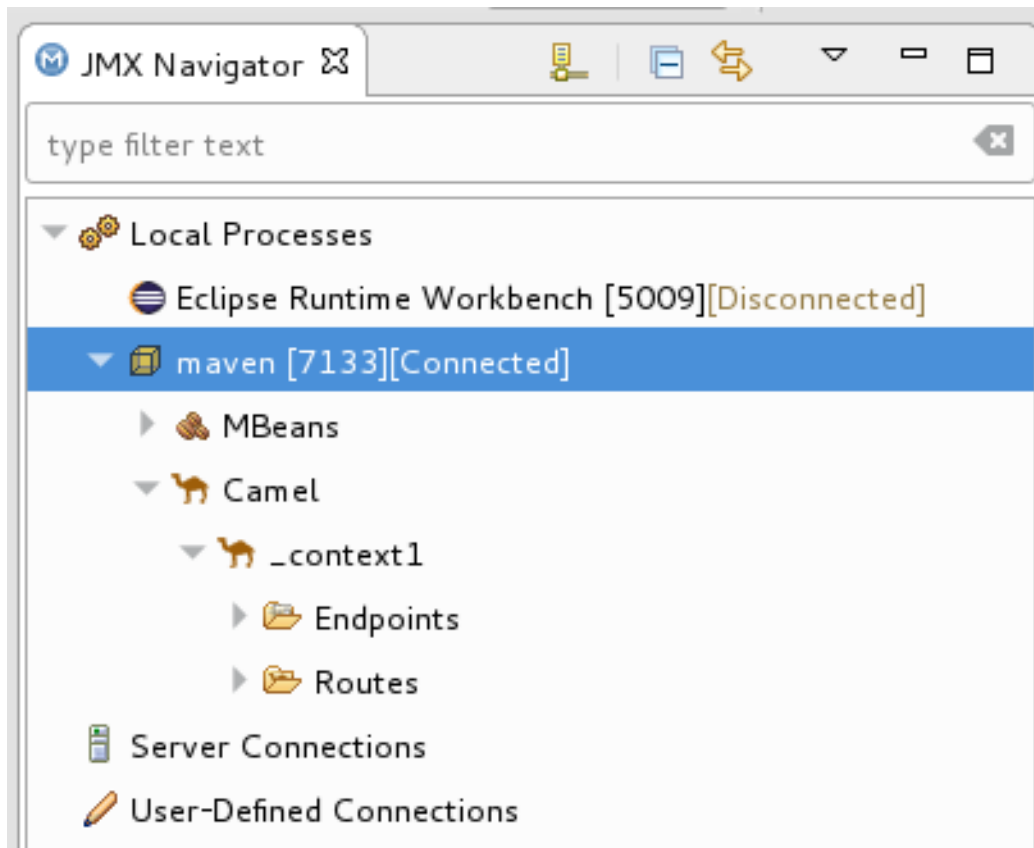 JMX Navigator
type filter text
Local Processes
Eclipse Runtime Workbench [5009][Disconnected]
maven [7133][Connected]
MBeans
Camel
_context1
Endpoints
Routes
Server Connections
User-Defined Connections